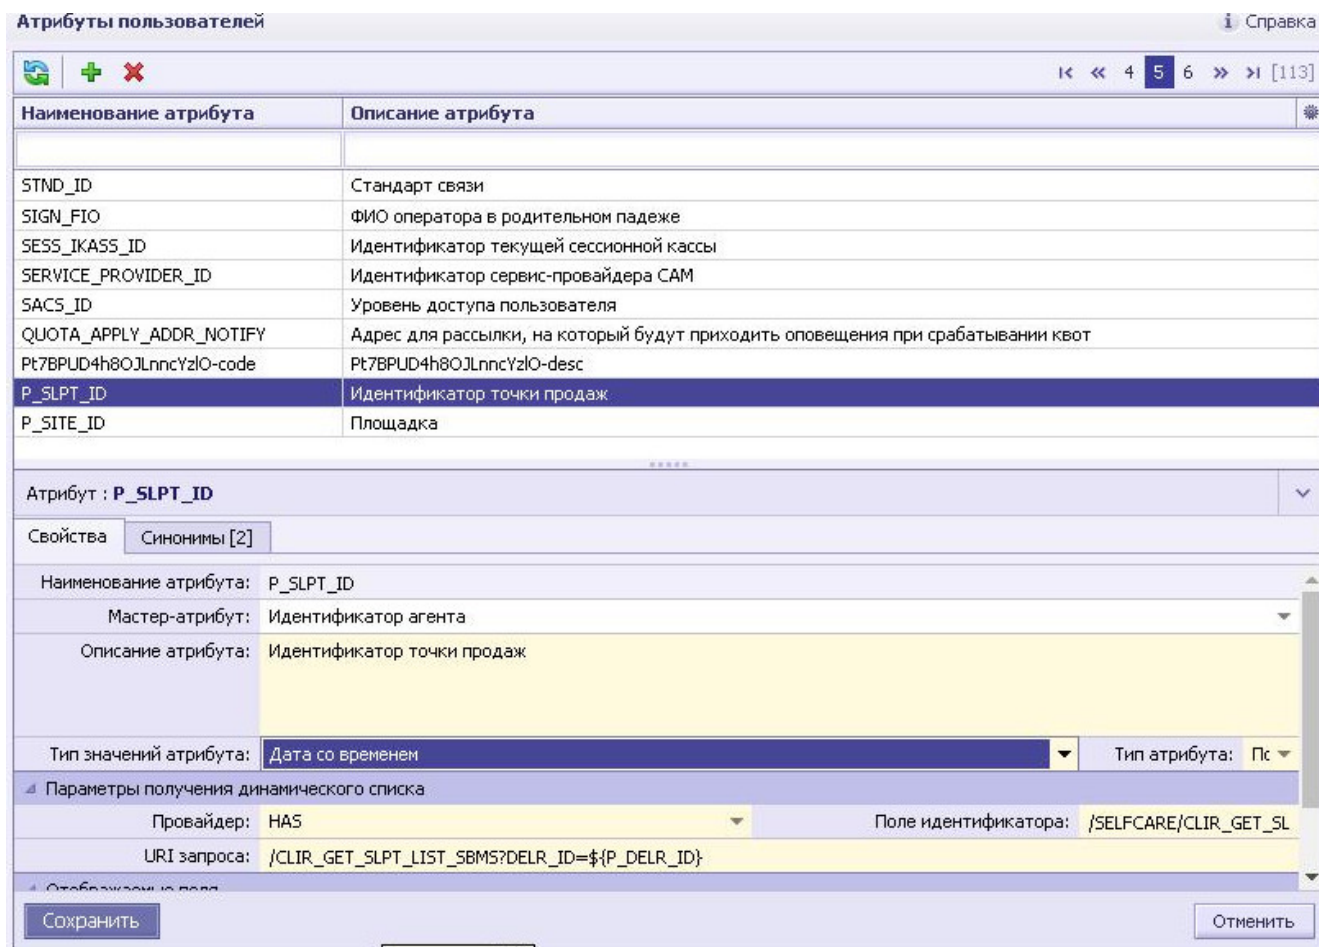 Атрибуты пользователей
Справка
4 5 6 [113]
Наименование атрибута Описание атрибута
STND_ID Стандарт связи
SIGN_FIO ФИО оператора в родительном падеже
SESS_IKASS_ID Идентификатор текущей сессионной кассы
SERVICE_PROVIDER_ID Идентификатор сервис-провайдера CAM
SACS_ID Уровень доступа пользователя
QUOTA_APPLY_ADDR_NOTIFY Адрес для рассылки, на который будут приходить оповещения при срабатывании квот
Pt7BPUD4h8OJLnncYzlO-code Pt7BPUD4h8OJLnncYzlO-desc
P_SLPT_ID Идентификатор точки продаж
P_SITE_ID Площадка
Атрибут : P_SLPT_ID
Свойства Синонимы [2]
Наименование атрибута: P_SLPT_ID
Мастер-атрибут: Идентификатор агента
Описание атрибута: Идентификатор точки продаж
Тип значений атрибута: Дата со временем Тип атрибута: Пс
Параметры получения динамического списка
Провайдер: HAS Поле идентификатора: /SELFCARE/CLIR_GET_SL
URI запроса: /CLIR_GET_SLPT_LIST_SBMS?DELR_ID=${P_DELR_ID}
Отображаемые поля
Сохранить Отменить